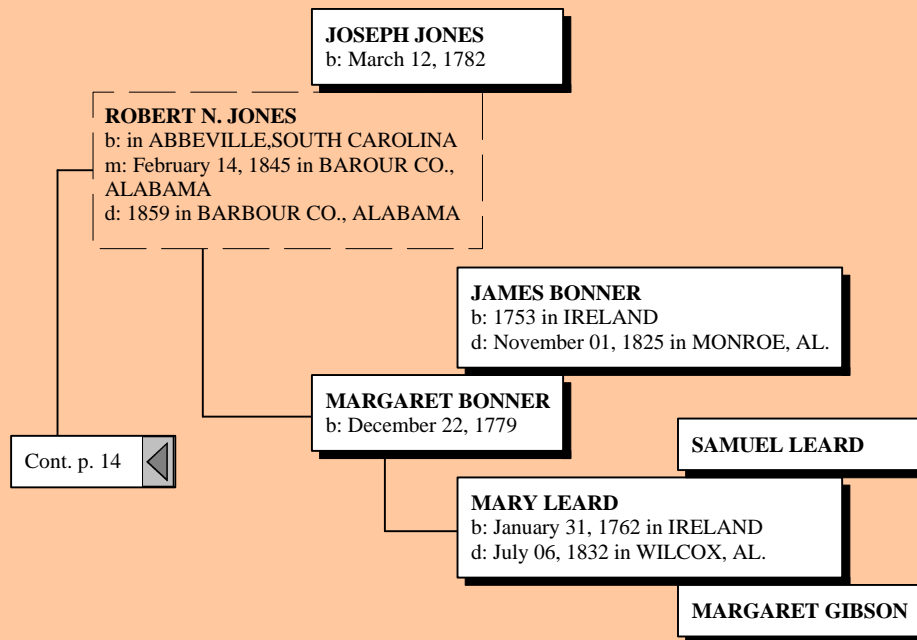 JOSEPH JONES
b: March 12, 1782
ROBERT N. JONES
b: in ABBEVILLE,SOUTH CAROLINA
m: February 14, 1845 in BAROUR CO.,
ALABAMA
d: 1859 in BARBOUR CO., ALABAMA
JAMES BONNER
b: 1753 in IRELAND
d: November 01, 1825 in MONROE, AL.
MARGARET BONNER
b: December 22, 1779
Cont. p. 14
SAMUEL LEARD
MARY LEARD
b: January 31, 1762 in IRELAND
d: July 06, 1832 in WILCOX, AL.
MARGARET GIBSON